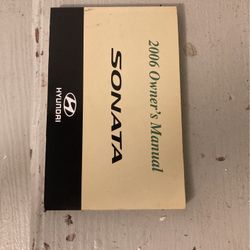 2006 Owner's Manual
SONATA
HYUNDAI